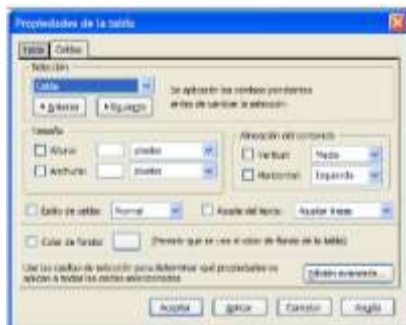 Propiedades de la tabla
Tabla Celdas
Selección
Celda
Anterior Siguiente
Se aplicarán los cambios pendientes
antes de cambiar la selección.
Tamaño
Altura: píxeles
Anchura: píxeles
Alineación del contenido
Vertical: Medio
Horizontal: Izquierda
Estilo de celda: Normal
Ajuste del texto: Ajustar líneas
Color de fondo: (Permitir que se vea el color de fondo de la tabla)
Use las casillas de selección para determinar qué propiedades se
aplican a todas las celdas seleccionadas.
Edición avanzada...
Aceptar Aplicar Cancelar Ayuda